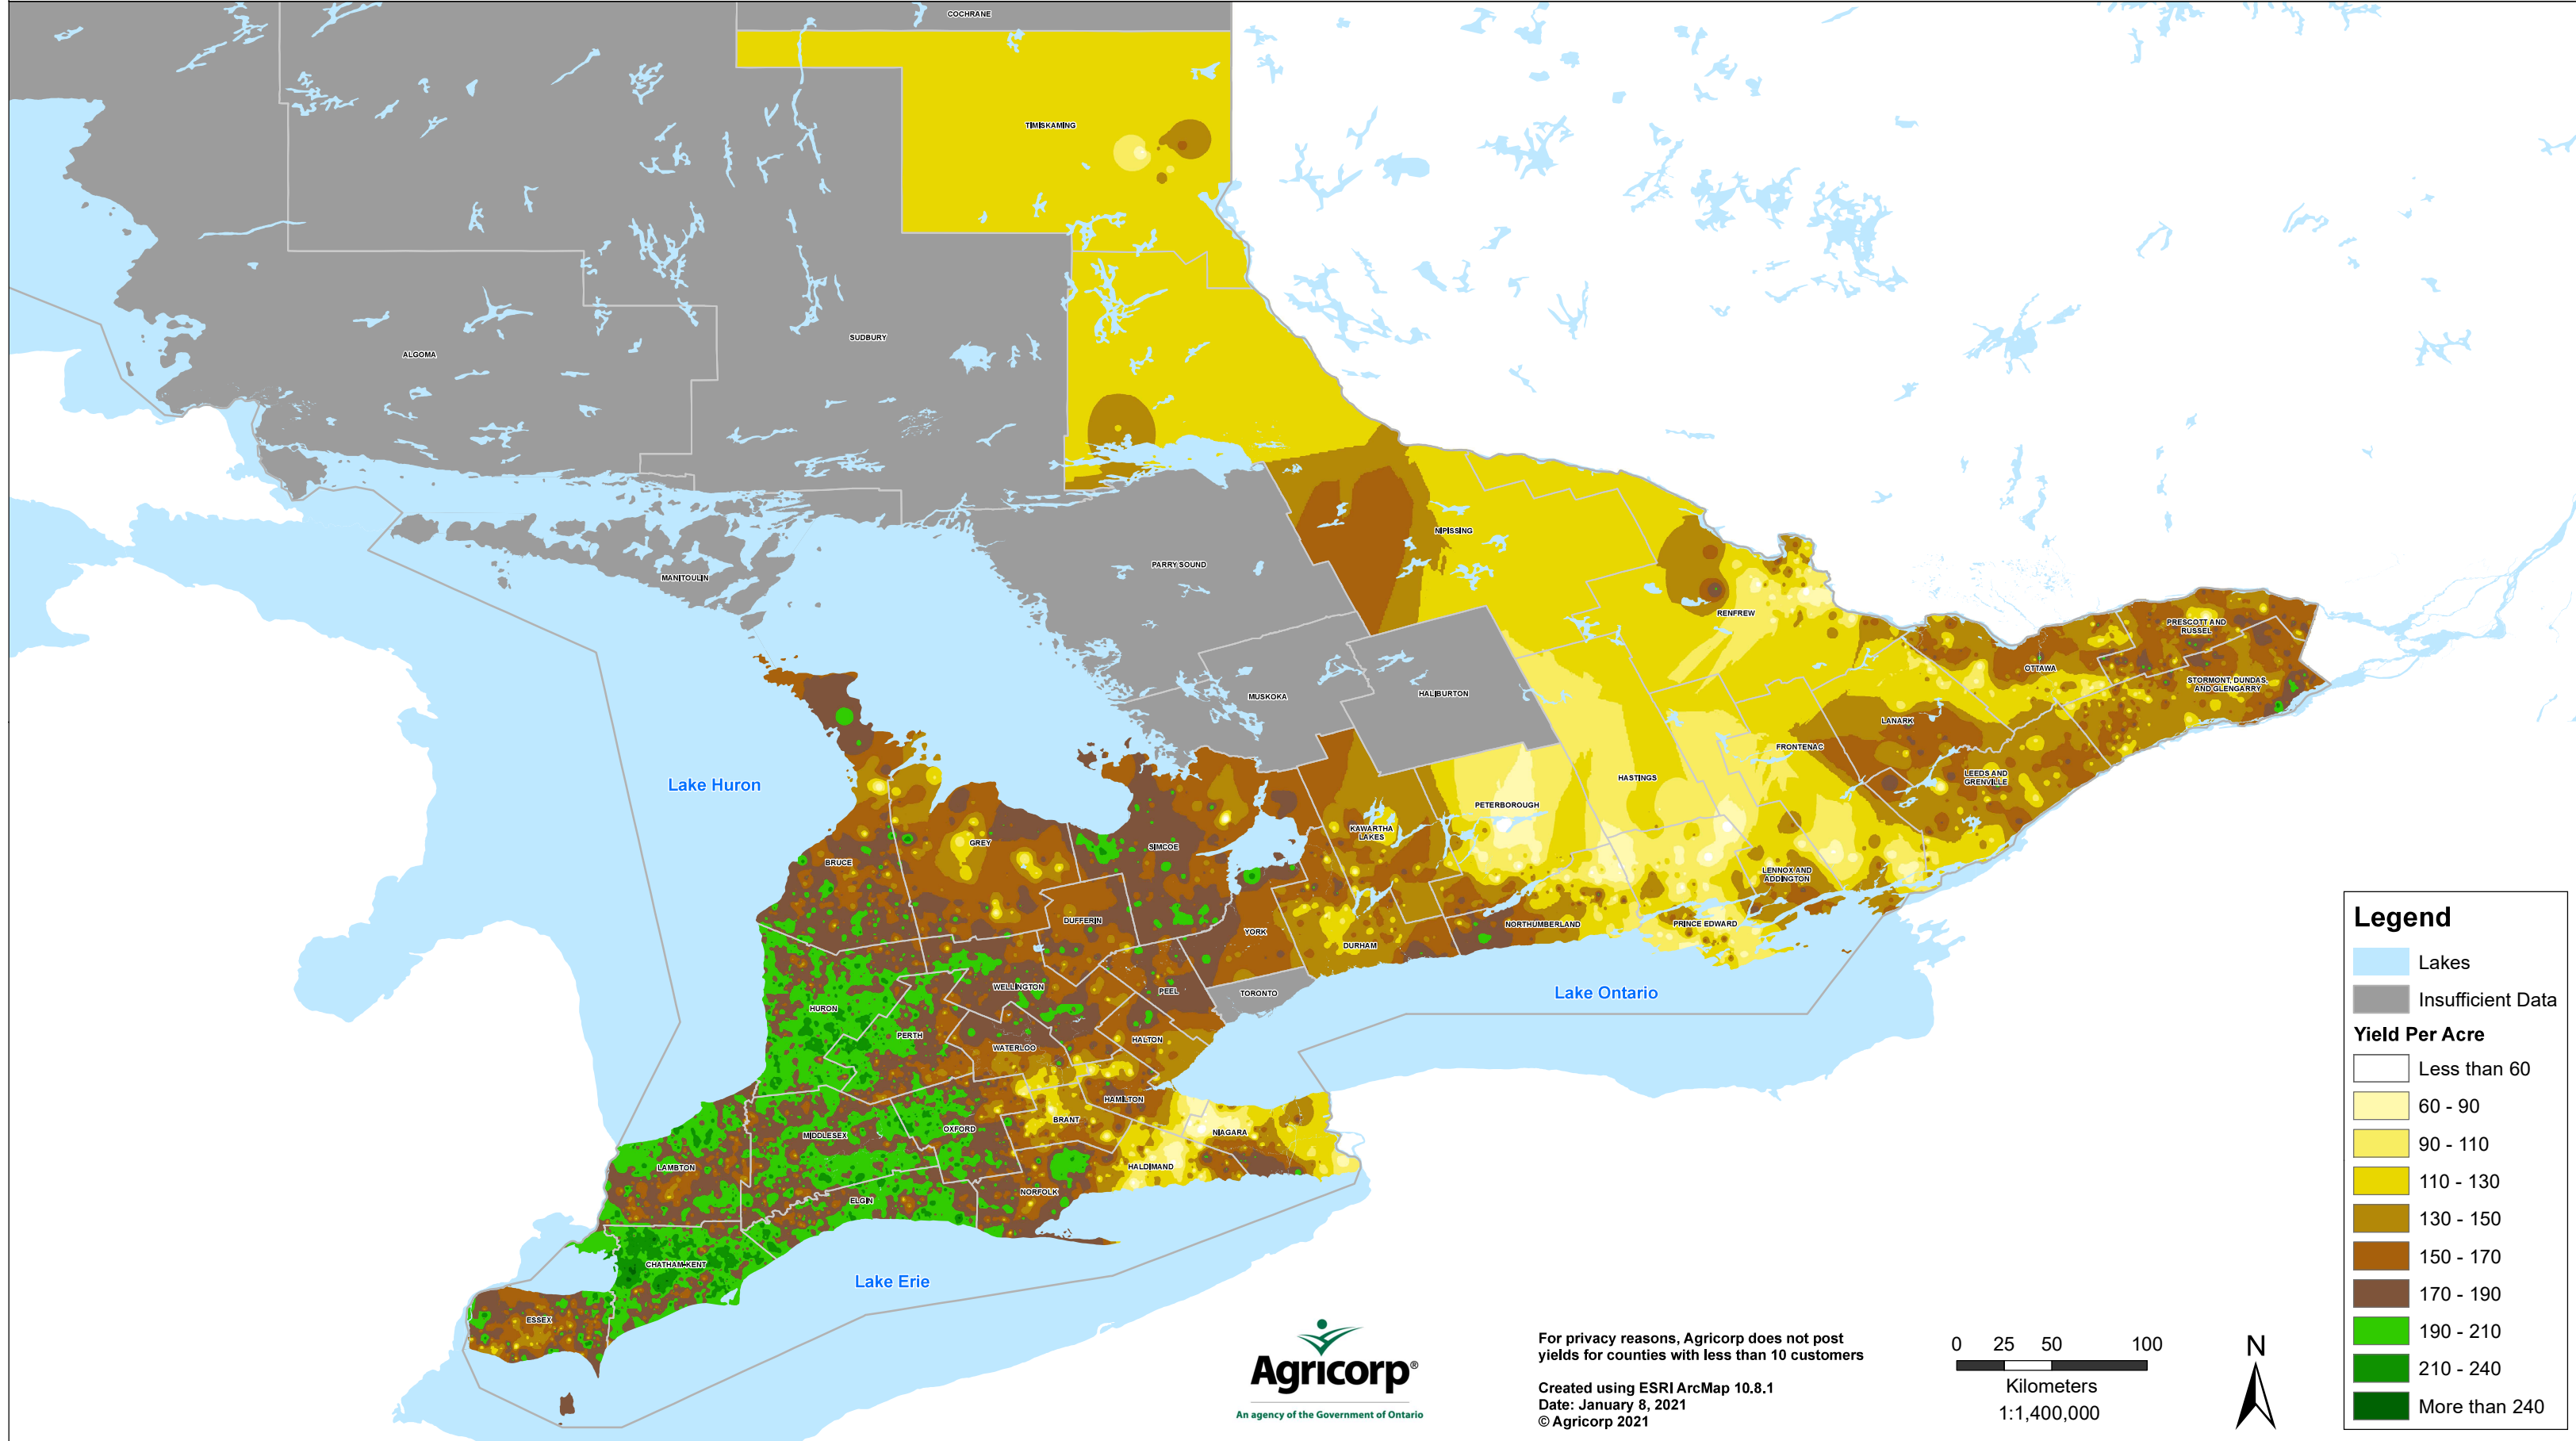 COCHRANE
TIMISKAMING
SUDBURY
ALGOMA
NIPISSING
PARRY SOUND
MANITOULIN
RENFREW
PRESCOTT AND
RUSSEL
OTTAWA
STORMONT, DUNDAS,
AND GLENGARRY
MUSKOKA
HALIBURTON
LANARK
FRONTENAC
LEEDS AND
GRENVILLE
HASTINGS
Lake Huron
PETERBOROUGH
KAWARTHA
LAKES
GREY
SIMCOE
BRUCE
LENNOX AND
ADDINGTON
DUFFERIN
YORK
DURHAM
NORTHUMBERLAND
PRINCE EDWARD
WELLINGTON
PEEL
TORONTO
Lake Ontario
HURON
PERTH
WATERLOO
HALTON
HAMILTON
BRANT
NIAGARA
MIDDLESEX
OXFORD
LAMBTON
HALDIMAND
NORFOLK
ELGIN
CHATHAM-KENT
Lake Erie
ESSEX
Legend
Lakes
Insufficient Data
Yield Per Acre
Less than 60
60 - 90
90 - 110
110 - 130
130 - 150
150 - 170
170 - 190
190 - 210
210 - 240
More than 240
Agricorp®
An agency of the Government of Ontario
For privacy reasons, Agricorp does not post
yields for counties with less than 10 customers
Created using ESRI ArcMap 10.8.1
Date: January 8, 2021
© Agricorp 2021
0 25 50 100
Kilometers
1:1,400,000
N